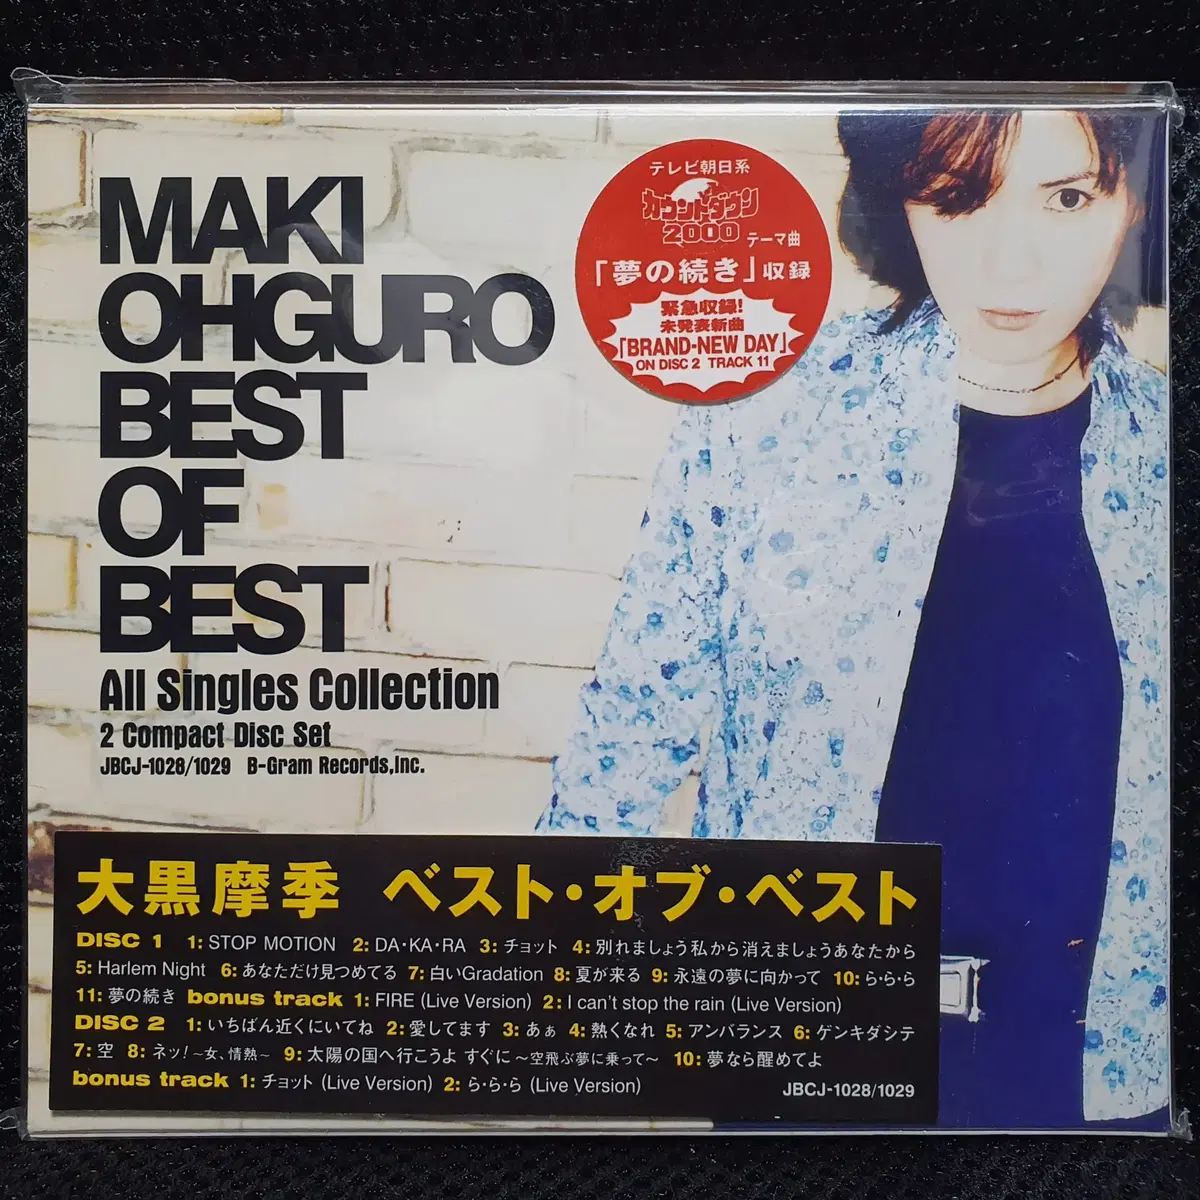 MAKI
OHGURO
BEST
OF
BEST
All Singles Collection
2 Compact Disc Set
JBCJ-1028/1029 B-Gram Records,Inc.
テレビ朝日系
カウントダウン
2000 テーマ曲
「夢の続き」収録
緊急収録!
未発表新曲
「BRAND-NEW DAY」
ON DISC 2 TRACK 11
大黒摩季 ベスト・オブ・ベスト
DISC 1 1: STOP MOTION 2: DA・KA・RA 3: チョット 4: 別れましょう私から消えましょうあなたから
5: Harlem Night 6: あなただけ見つめてる 7: 白いGradation 8: 夏が来る 9: 永遠の夢に向かって 10: ら・ら・ら
11: 夢の続き bonus track 1: FIRE (Live Version) 2: I can't stop the rain (Live Version)
DISC 2 1: いちばん近くにいてね 2: 愛してます 3: あぁ 4: 熱くなれ 5: アンバランス 6: ゲンキダシテ
7: 空 8: ネッ! ～女、情熱～ 9: 太陽の国へ行こうよ すぐに ～空飛ぶ夢に乗って～ 10: 夢なら醒めてよ
bonus track 1: チョット (Live Version) 2: ら・ら・ら (Live Version) JBCJ-1028/1029